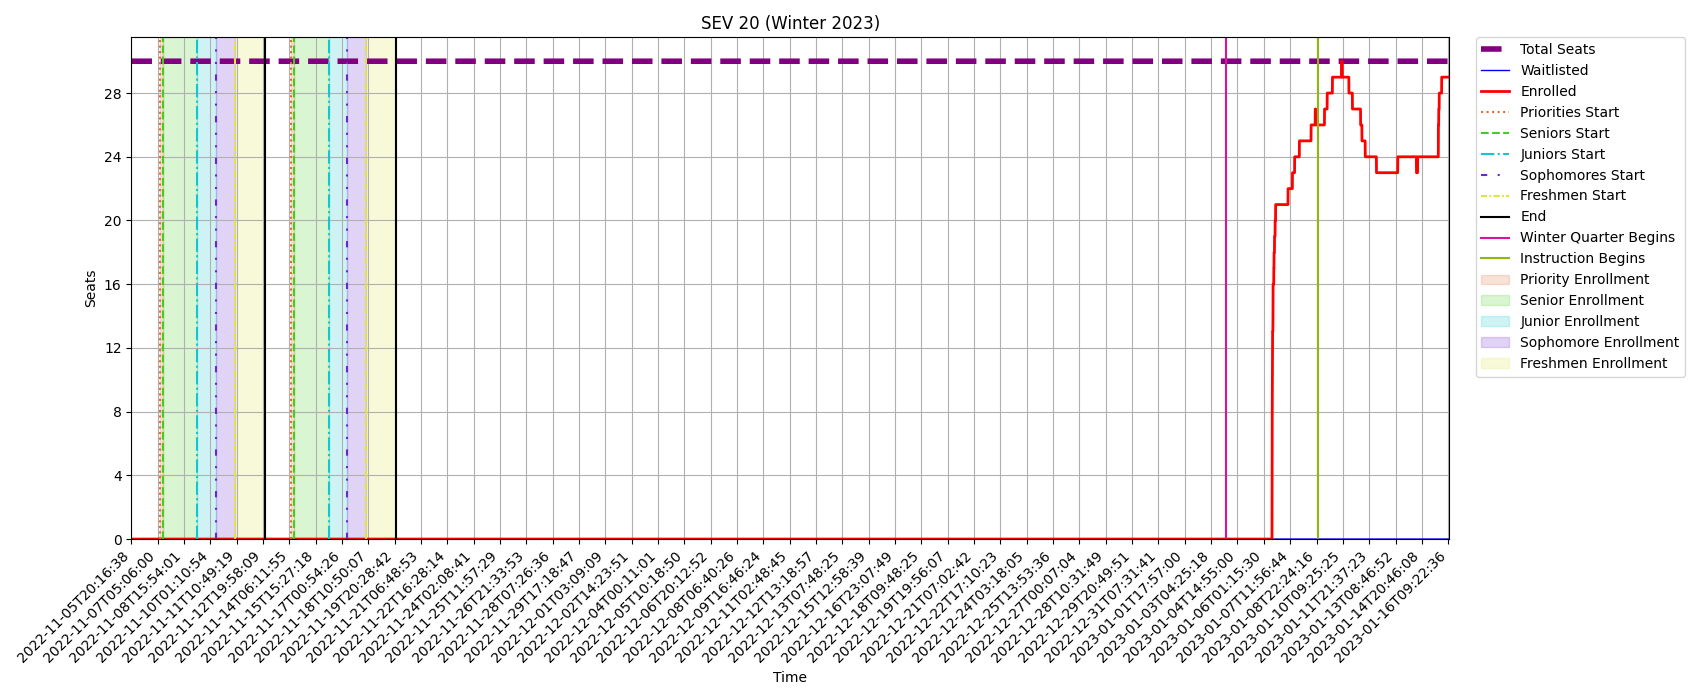 SEV 20 (Winter 2023)
Seats
28
24
20
16
12
8
4
0
2022-11-05T20:16:38
2022-11-07T05:06:00
2022-11-08T15:54:01
2022-11-10T01:10:54
2022-11-11T10:49:19
2022-11-12T19:58:09
2022-11-14T06:11:55
2022-11-15T15:27:18
2022-11-17T00:54:26
2022-11-18T10:50:07
2022-11-19T20:28:42
2022-11-21T06:48:53
2022-11-22T16:28:14
2022-11-24T02:08:41
2022-11-25T11:57:29
2022-11-26T21:33:53
2022-11-28T07:26:36
2022-11-29T17:18:47
2022-12-01T03:09:09
2022-12-02T14:23:51
2022-12-04T00:11:01
2022-12-05T10:18:50
2022-12-06T20:12:52
2022-12-08T06:40:26
2022-12-09T16:46:24
2022-12-11T02:48:45
2022-12-12T13:18:57
2022-12-13T07:48:25
2022-12-15T12:58:39
2022-12-16T23:07:49
2022-12-18T09:48:25
2022-12-19T19:56:07
2022-12-21T07:02:42
2022-12-22T17:10:23
2022-12-24T03:18:05
2022-12-25T13:53:36
2022-12-27T00:07:04
2022-12-28T10:31:49
2022-12-29T20:49:51
2022-12-31T07:31:41
2023-01-01T17:57:00
2023-01-03T04:25:18
2023-01-04T14:55:00
2023-01-06T01:15:30
2023-01-07T11:56:44
2023-01-08T22:24:16
2023-01-10T09:25:25
2023-01-11T21:37:23
2023-01-13T08:46:52
2023-01-14T20:46:08
2023-01-16T09:22:36
Time
Total Seats
Waitlisted
Enrolled
Priorities Start
Seniors Start
Juniors Start
Sophomores Start
Freshmen Start
End
Winter Quarter Begins
Instruction Begins
Priority Enrollment
Senior Enrollment
Junior Enrollment
Sophomore Enrollment
Freshmen Enrollment